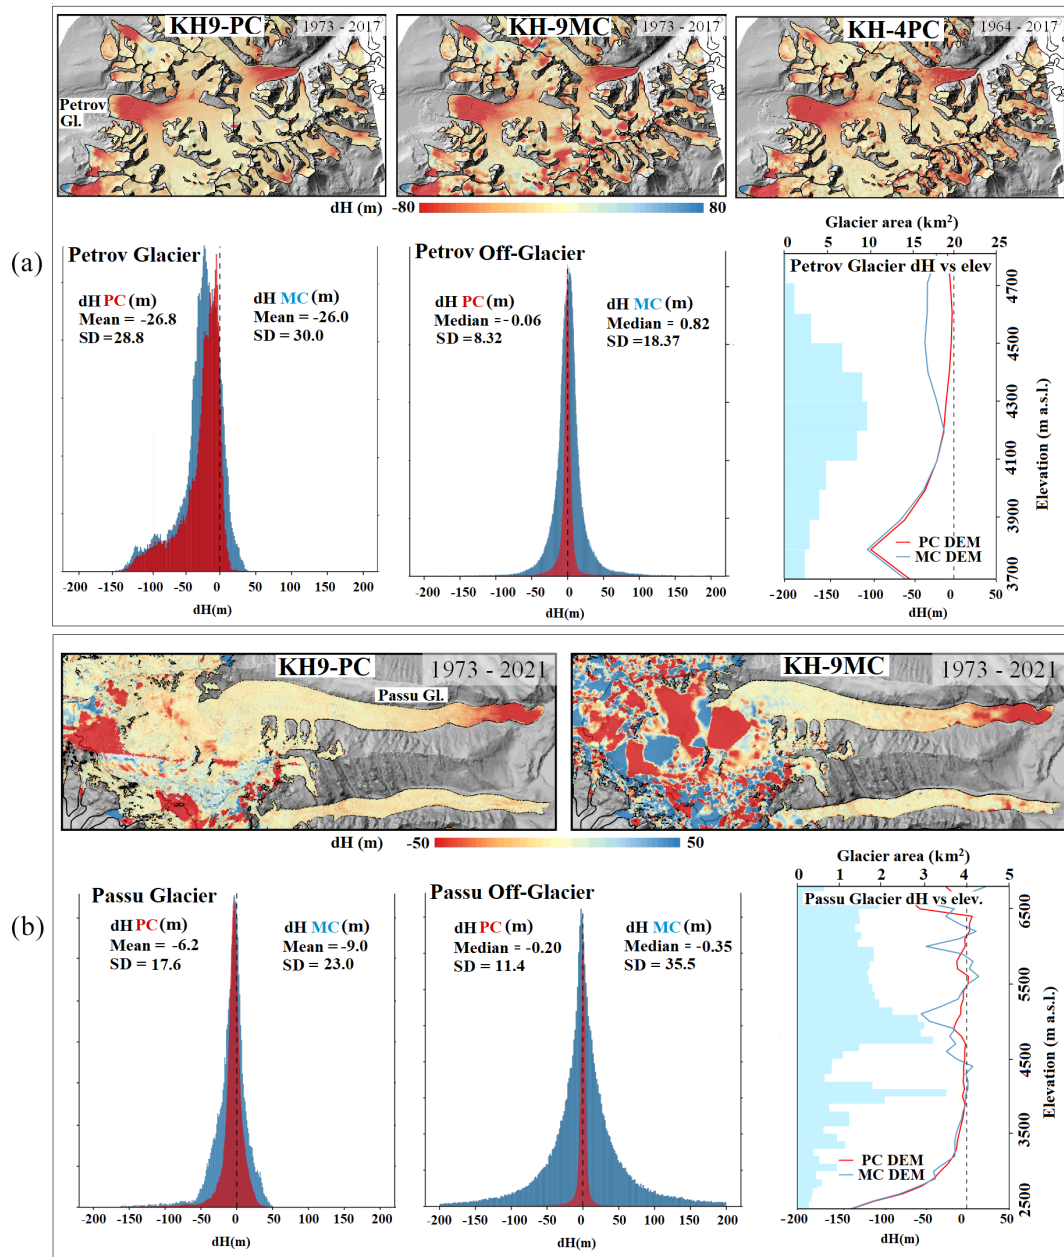 (a)
KH9-PC
1973 - 2017
KH-9MC
1973 - 2017
KH-4PC
1964 - 2017
Petrov
Gl.
dH (m) -80 80
Petrov Glacier
dH PC (m)
Mean = -26.8
SD = 28.8
dH MC (m)
Mean = -26.0
SD = 30.0
-200 -150 -100 -50 0 50 100 150 200
dH(m)
Petrov Off-Glacier
dH PC (m)
Median = - 0.06
SD = 8.32
dH MC (m)
Median = 0.82
SD =18.37
-200 -150 -100 -50 0 50 100 150 200
dH(m)
Glacier area (km2)
0 5 10 15 20 25
Petrov Glacier dH vs elev
4700
4500
4300
4100
3900
3700
Elevation (m a.s.l.)
PC DEM
MC DEM
-200 -150 -100 -50 0 50
dH(m)
(b)
KH9-PC
1973 - 2021
Passu Gl.
KH-9MC
1973 - 2021
dH (m) -50 50
Passu Glacier
dH PC (m)
Mean = -6.2
SD = 17.6
dH MC (m)
Mean = -9.0
SD = 23.0
-200 -150 -100 -50 0 50 100 150 200
dH(m)
Passu Off-Glacier
dH PC (m)
Median = -0.20
SD = 11.4
dH MC (m)
Median = -0.35
SD = 35.5
-200 -150 -100 -50 0 50 100 150 200
dH(m)
Glacier area (km2)
0 1 2 3 4 5
Passu Glacier dH vs elev.
6500
5500
4500
3500
2500
Elevation (m a.s.l.)
PC DEM
MC DEM
-200 -150 -100 -50 0 50
dH(m)